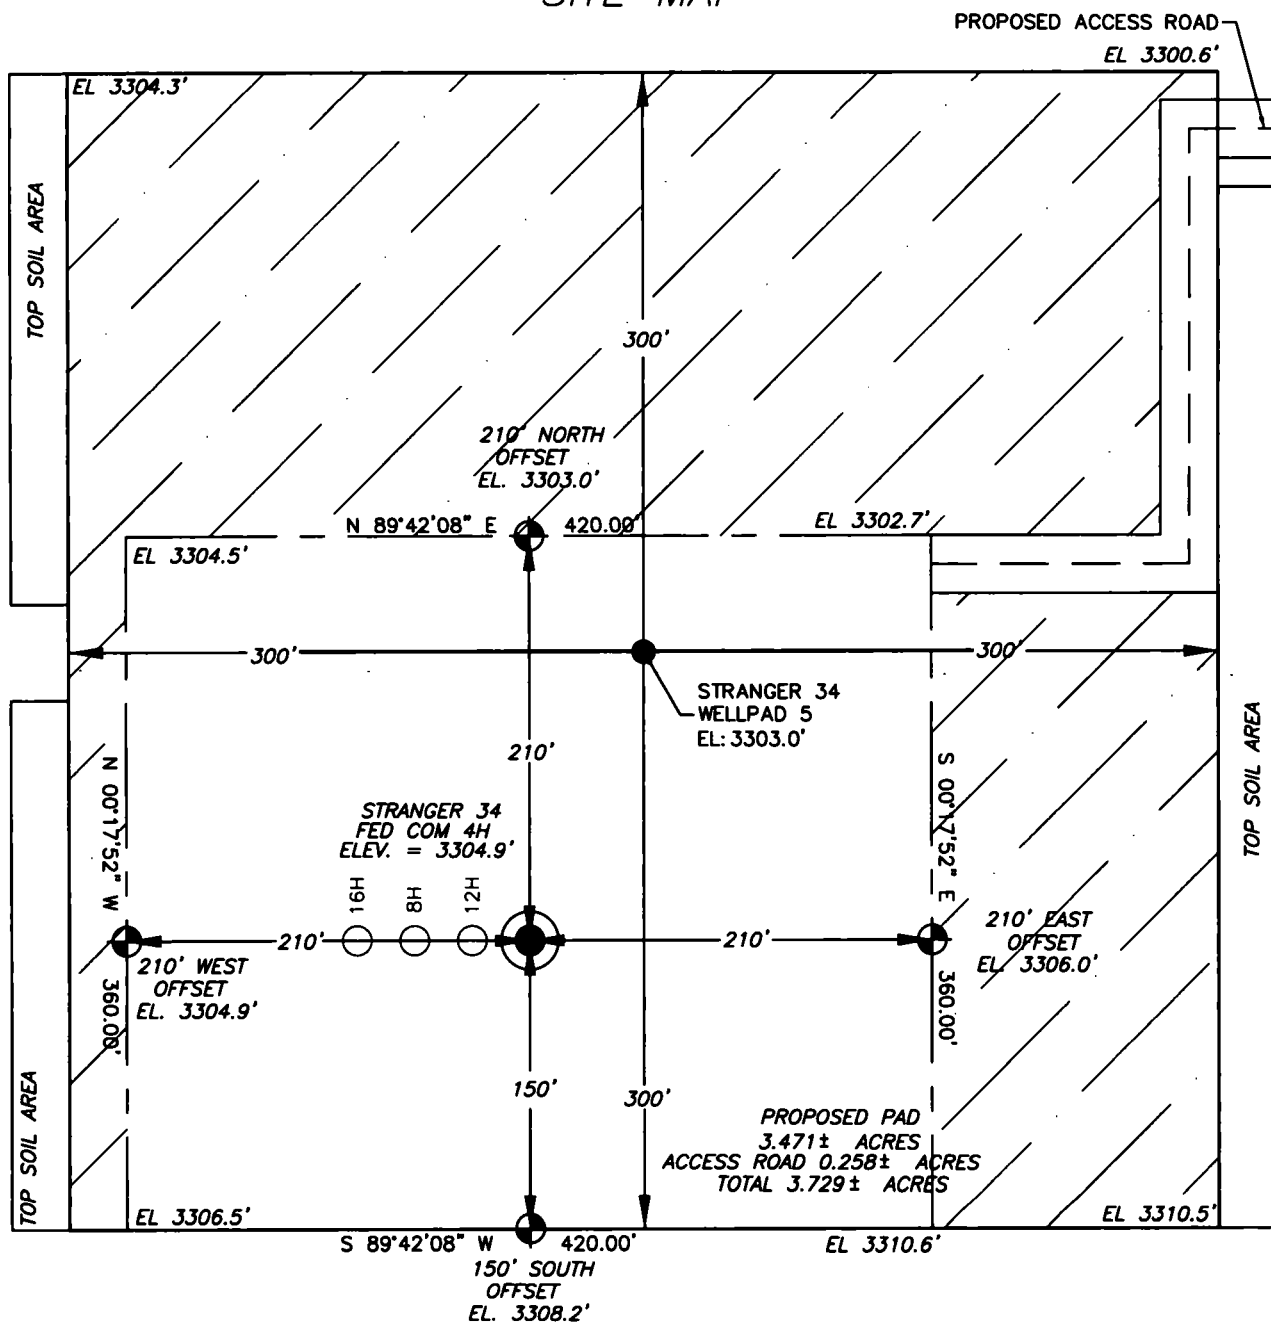 SITE MAP
PROPOSED ACCESS ROAD
EL 3300.6'
EL 3304.3'
TOP SOIL AREA
300'
210' NORTH
OFFSET
EL. 3303.0'
N 89°42'08" E 420.00'
EL 3302.7'
EL 3304.5'
300'
300'
STRANGER 34
WELLPAD 5
EL: 3303.0'
210'
TOP SOIL AREA
N 00°17'52" W 360.00'
S 00°17'52" E 360.00'
STRANGER 34
FED COM 4H
ELEV. = 3304.9'
16H
8H
12H
210'
210'
210' EAST
OFFSET
EL. 3306.0'
210' WEST
OFFSET
EL. 3304.9'
150'
300'
TOP SOIL AREA
PROPOSED PAD
3.471± ACRES
ACCESS ROAD 0.258± ACRES
TOTAL 3.729± ACRES
EL 3306.5'
EL 3310.5'
S 89°42'08" W 420.00'
EL 3310.6'
150' SOUTH
OFFSET
EL. 3308.2'